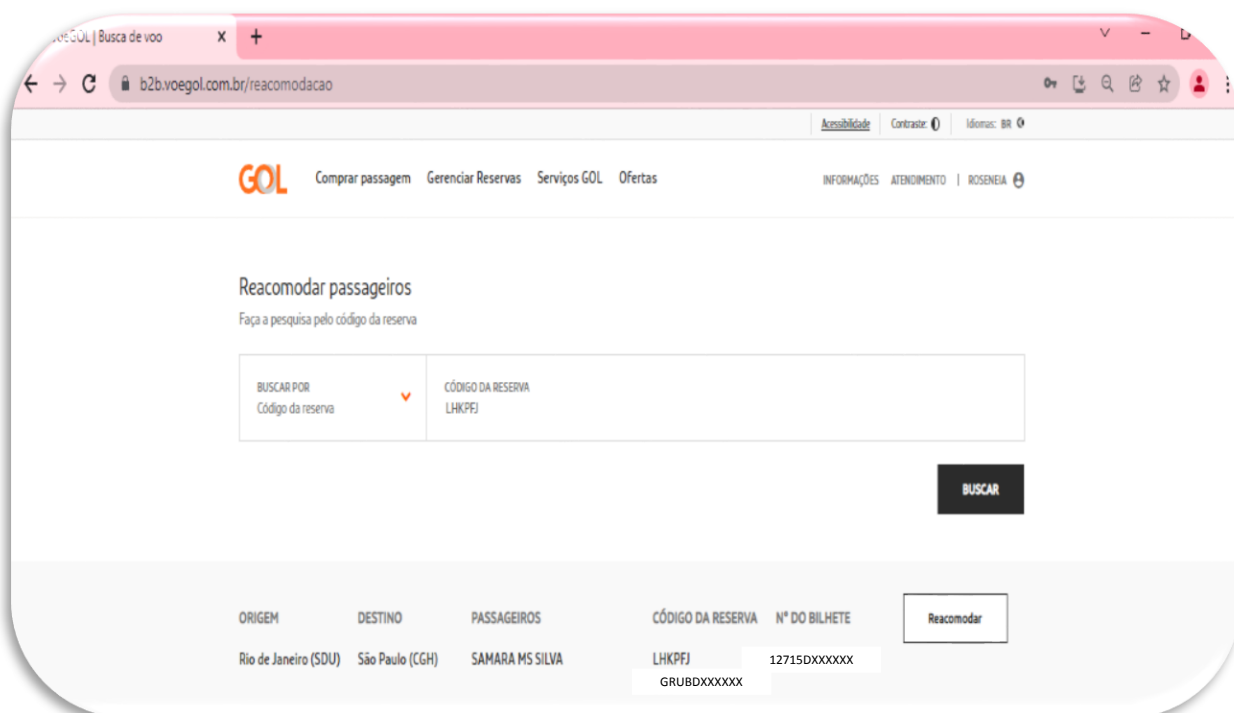 VoeGOL | Busca de voo
b2b.voegol.com.br/reacomodacao
Acessibilidade Contraste: Idiomas: BR
GOL Comprar passagem Gerenciar Reservas Serviços GOL Ofertas INFORMAÇÕES ATENDIMENTO | ROSENEIA
Reacomodar passageiros
Faça a pesquisa pelo código da reserva
BUSCAR POR CÓDIGO DA RESERVA
Código da reserva LHKPFJ
BUSCAR
ORIGEM DESTINO PASSAGEIROS CÓDIGO DA RESERVA N° DO BILHETE Reacomodar
Rio de Janeiro (SDU) São Paulo (CGH) SAMARA MS SILVA LHKPFJ 12715DXXXXXX
GRUBDXXXXXX